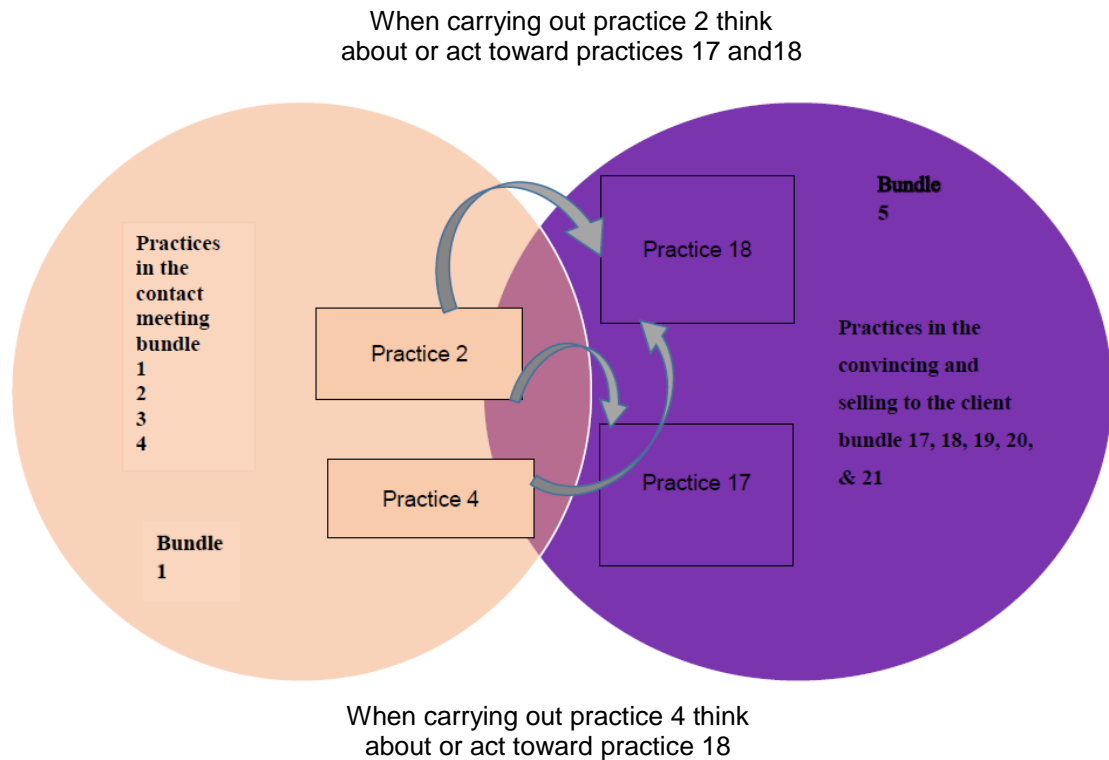 When carrying out practice 2 think
about or act toward practices 17 and18
Practices
in the
contact
meeting
bundle
1
2
3
4
Bundle
1
Practice 2
Practice 4
Practice 18
Practice 17
Bundle
5
Practices in the
convincing and
selling to the client
bundle 17, 18, 19, 20,
& 21
When carrying out practice 4 think
about or act toward practice 18